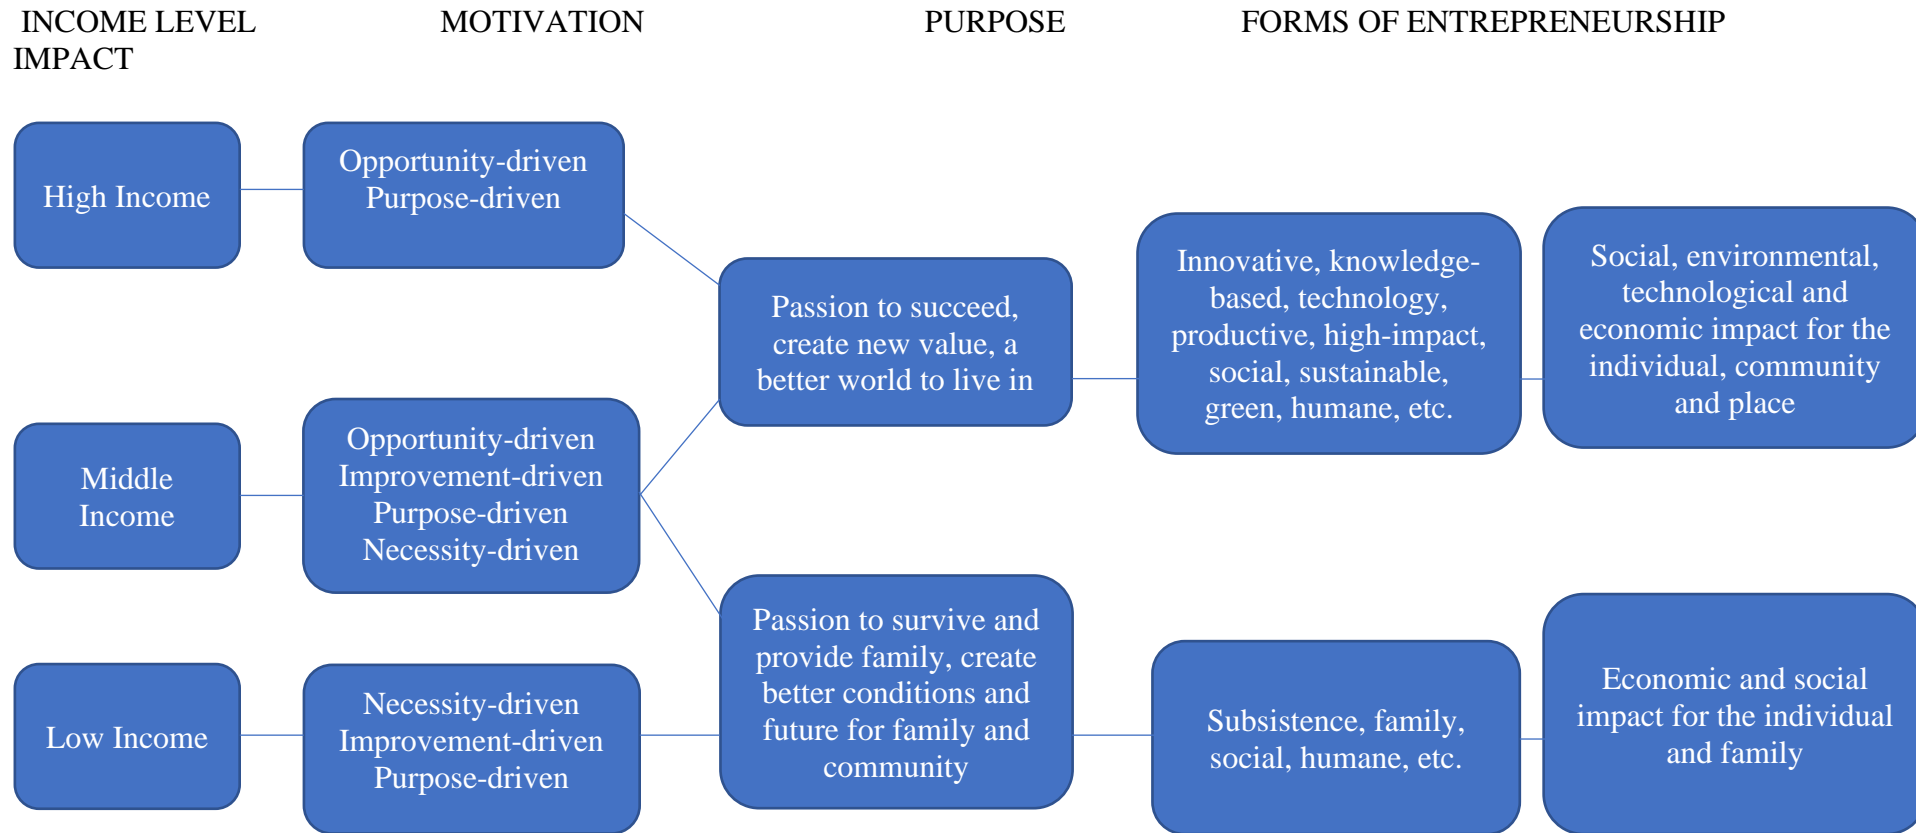 INCOME LEVEL MOTIVATION PURPOSE FORMS OF ENTREPRENEURSHIP
IMPACT
High Income
Opportunity-driven
Purpose-driven
Middle
Income
Opportunity-driven
Improvement-driven
Purpose-driven
Necessity-driven
Low Income
Necessity-driven
Improvement-driven
Purpose-driven
Passion to succeed,
create new value, a
better world to live in
Passion to survive and
provide family, create
better conditions and
future for family and
community
Innovative, knowledge-
based, technology,
productive, high-impact,
social, sustainable,
green, humane, etc.
Subsistence, family,
social, humane, etc.
Social, environmental,
technological and
economic impact for the
individual, community
and place
Economic and social
impact for the individual
and family